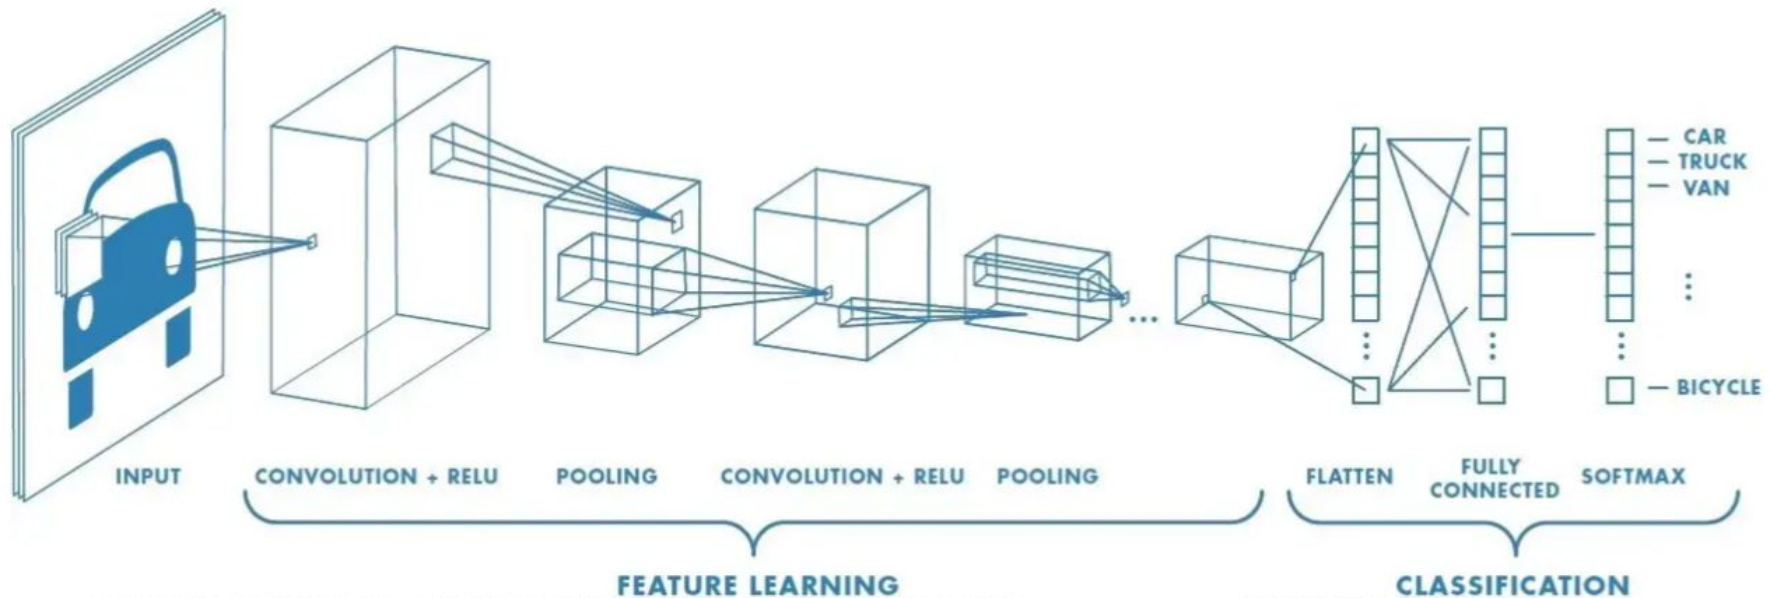 CAR
TRUCK
VAN
BICYCLE
INPUT
CONVOLUTION + RELU
POOLING
CONVOLUTION + RELU
POOLING
FLATTEN
FULLY
CONNECTED
SOFTMAX
FEATURE LEARNING
CLASSIFICATION